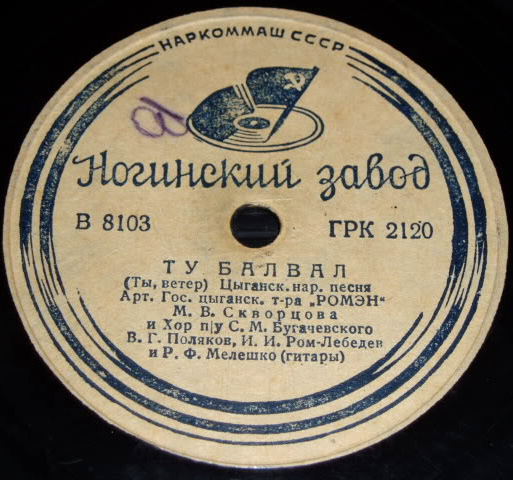 НАРКОММАШ СССР
Ногинский завод
В 8103
ГРК 2120
ТУ БАЛВАЛ
(Ты, ветер) Цыганск. нар. песня
Арт. Гос. цыганск. т-ра „РОМЭН“
М. В. Скворцова
и Хор п/у С. М. Бугачевского
В. Г. Поляков, И. И. Ром-Лебедев
и Р. Ф. Мелешко (гитары)